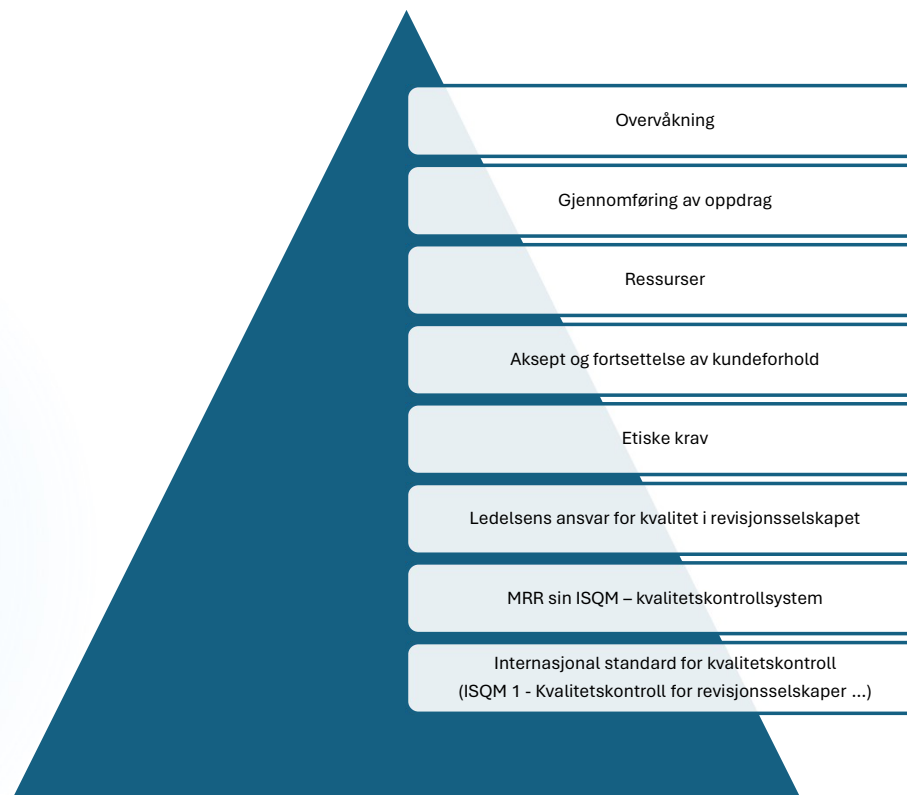 Overvåkning
Gjennomføring av oppdrag
Ressurser
Aksept og fortsettelse av kundeforhold
Etiske krav
Ledelsens ansvar for kvalitet i revisjonsselskapet
MRR sin ISQM – kvalitetskontrollsystem
Internasjonal standard for kvalitetskontroll
(ISQM 1 - Kvalitetskontroll for revisjonsselskaper ...)